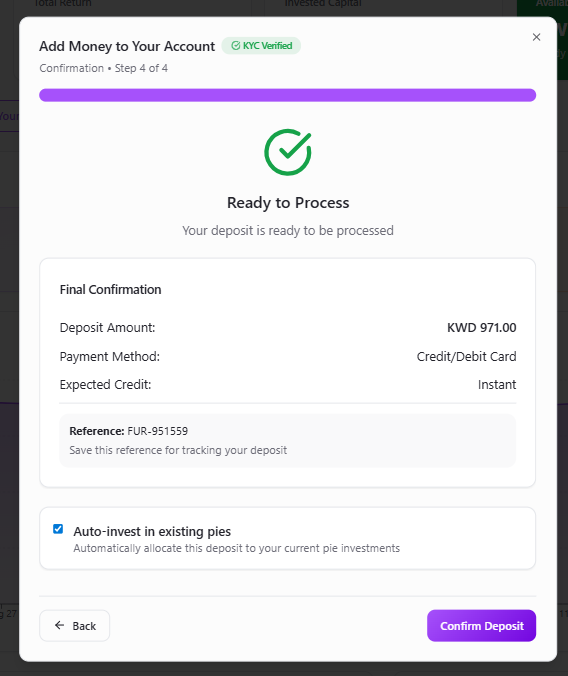 Total Return
Invested Capital
Add Money to Your Account
KYC Verified
Confirmation • Step 4 of 4
Ready to Process
Your deposit is ready to be processed
Final Confirmation
Deposit Amount:
KWD 971.00
Payment Method:
Credit/Debit Card
Expected Credit:
Instant
Reference: FUR-951559
Save this reference for tracking your deposit
Auto-invest in existing pies
Automatically allocate this deposit to your current pie investments
Back
Confirm Deposit